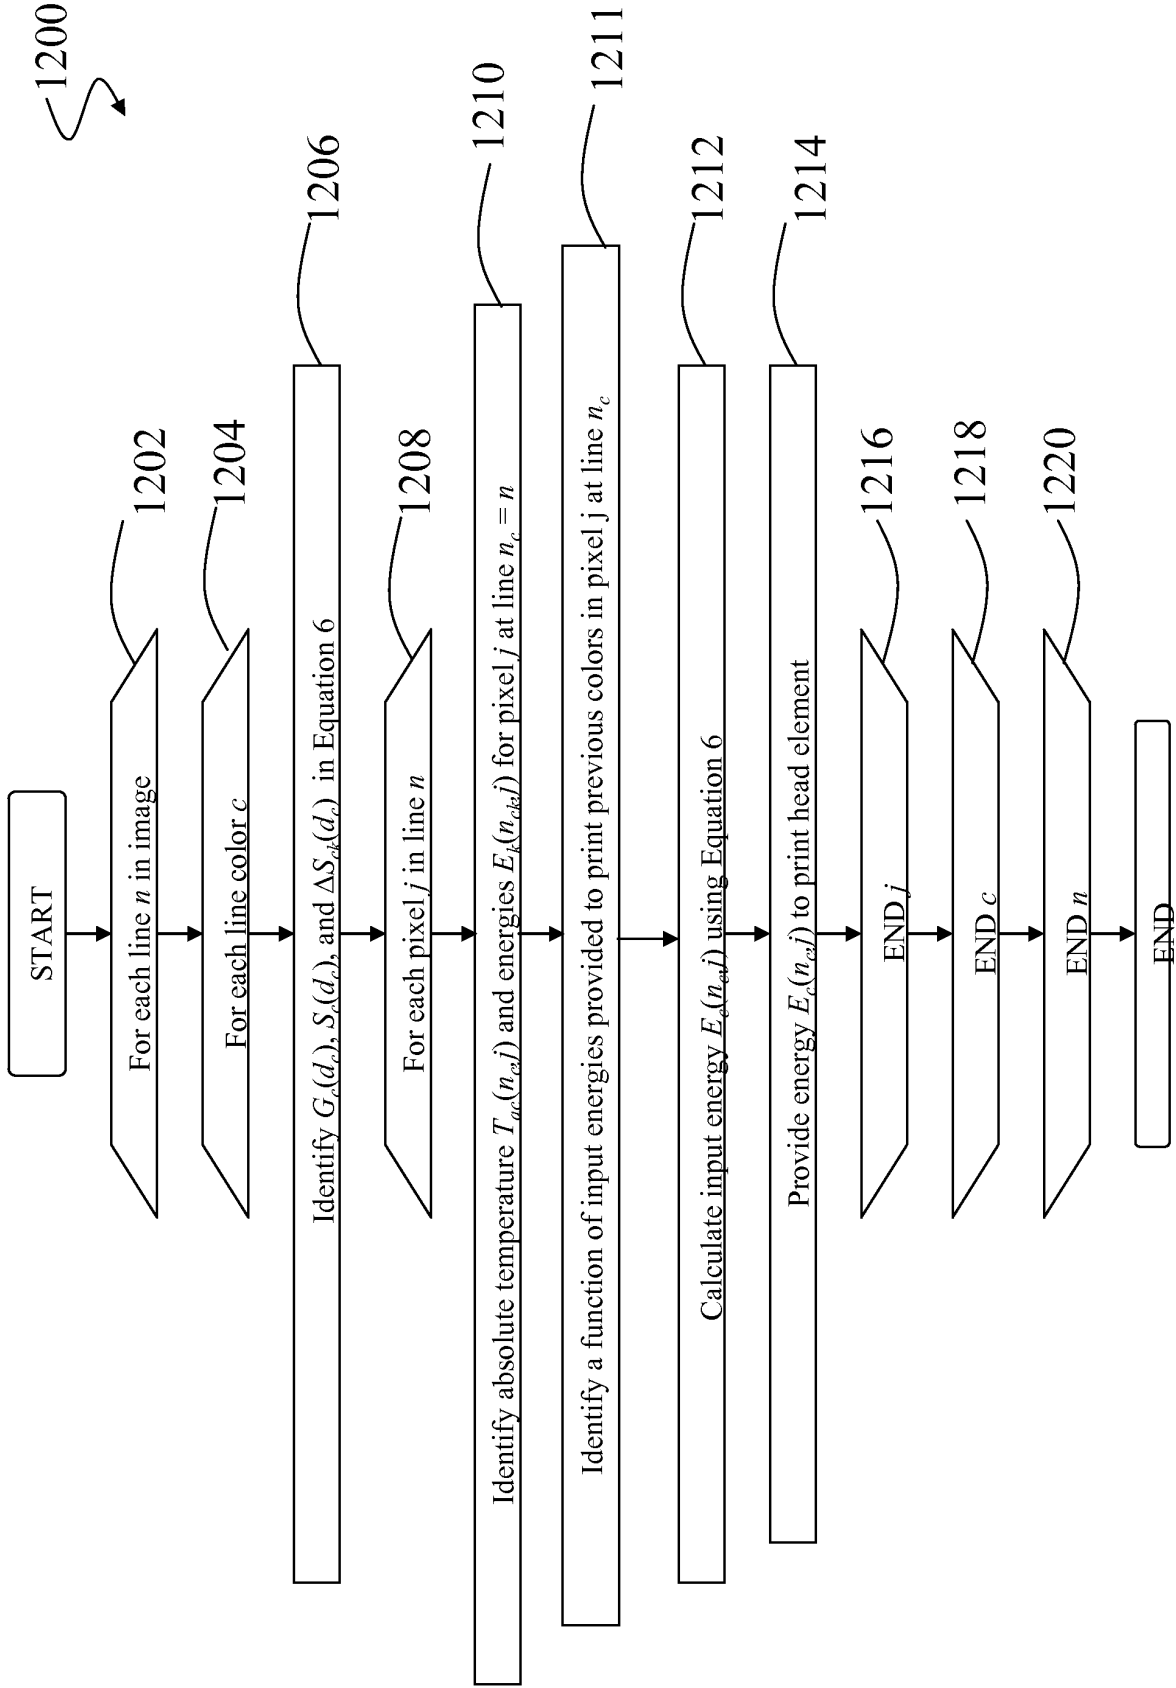 1200
START
For each line n in image
1202
For each line color c
1204
Identify G_c(d_c), S_c(d_c), and ΔS_ck(d_c) in Equation 6
1206
For each pixel j in line n
1208
Identify absolute temperature T_ac(n_c,j) and energies E_k(n_ck,j) for pixel j at line n_c = n
1210
Identify a function of input energies provided to print previous colors in pixel j at line n_c
1211
Calculate input energy E_c(n_c,j) using Equation 6
1212
Provide energy E_c(n_c,j) to print head element
1214
END j
1216
END c
1218
END n
1220
END